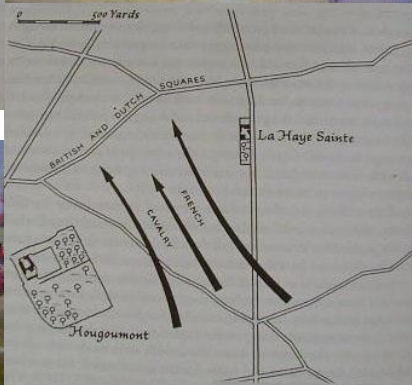 0 500 Yards
BRITISH AND DUTCH SQUARES
La Haye Sainte
FRENCH
CAVALRY
Hougoumont